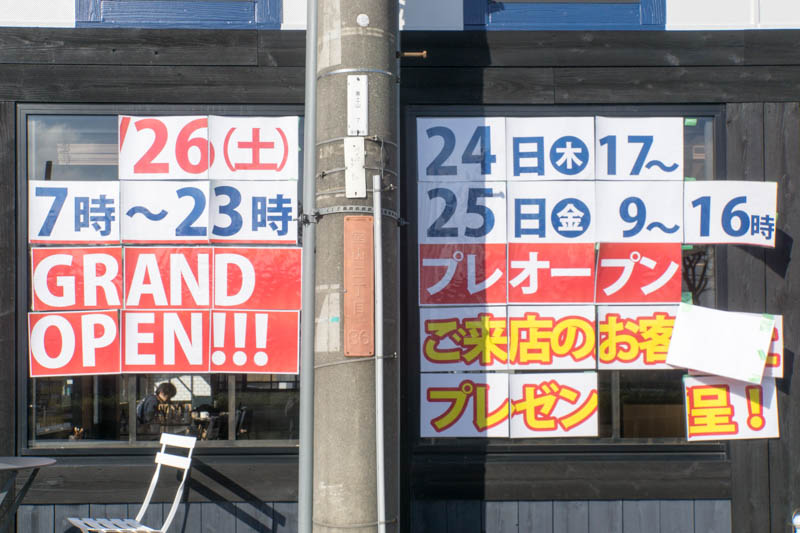 /26(土)
7時～23時
GRAND
OPEN!!!
24日木17～
25日金9～16時
プレオープン
ご来店のお客
プレゼン
呈！